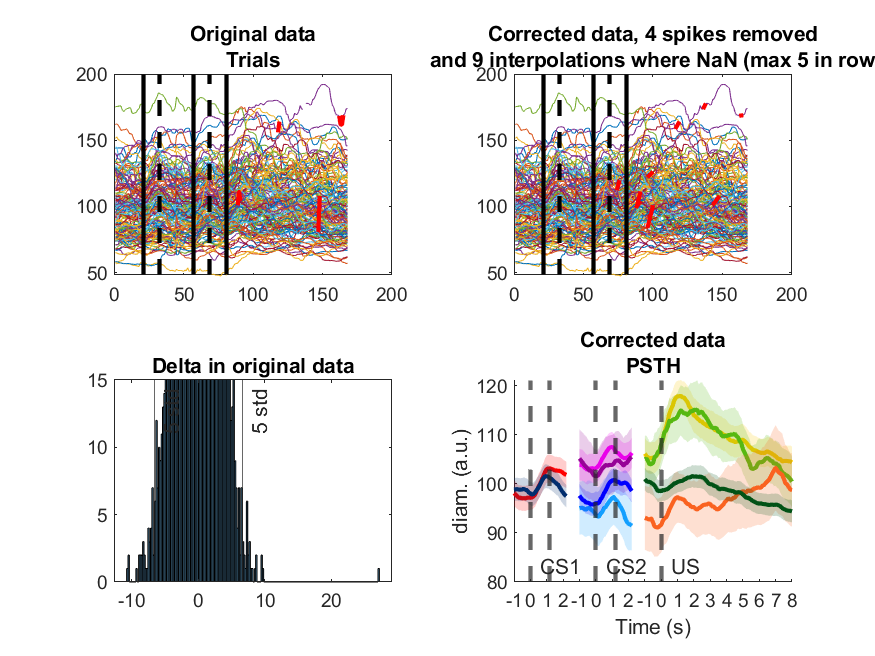 Original data
Trials
200
150
100
50
0 50 100 150 200
Corrected data, 4 spikes removed
and 9 interpolations where NaN (max 5 in row
200
150
100
50
0 50 100 150 200
Delta in original data
15
10
5
0
-10 0 10 20
5 std
Corrected data
PSTH
diam. (a.u.)
120
110
100
90
80
CS1 CS2 US
-1 0 1 2 -1 0 1 2 -1 0 1 2 3 4 5 6 7 8
Time (s)